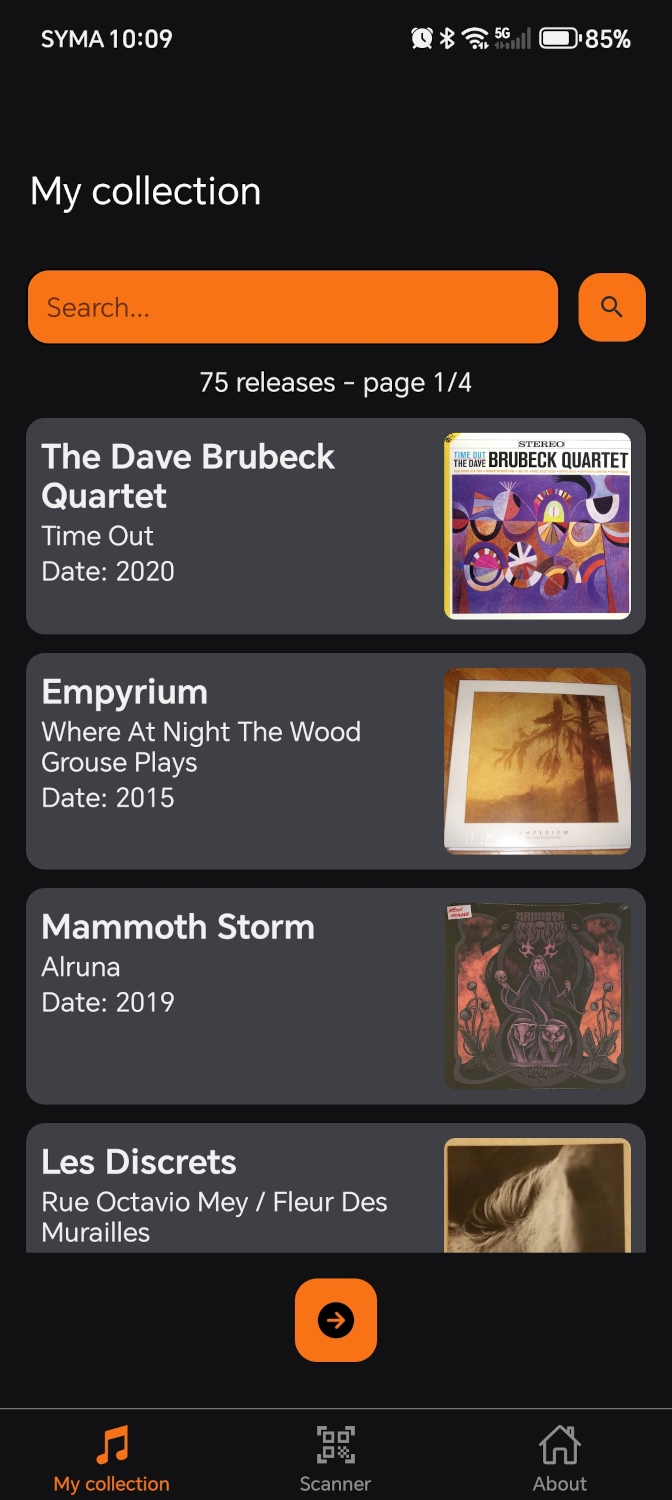 SYMA 10:09
5G
85%
My collection
Search...
75 releases - page 1/4
The Dave Brubeck
Quartet
Time Out
Date: 2020
STEREO
TIME OUT
THE DAVE BRUBECK QUARTET
Empyrium
Where At Night The Wood
Grouse Plays
Date: 2015
EMPYRIUM
Mammoth Storm
Alruna
Date: 2019
MAMMOTH
STORM
Les Discrets
Rue Octavio Mey / Fleur Des
Murailles
My collection
Scanner
About